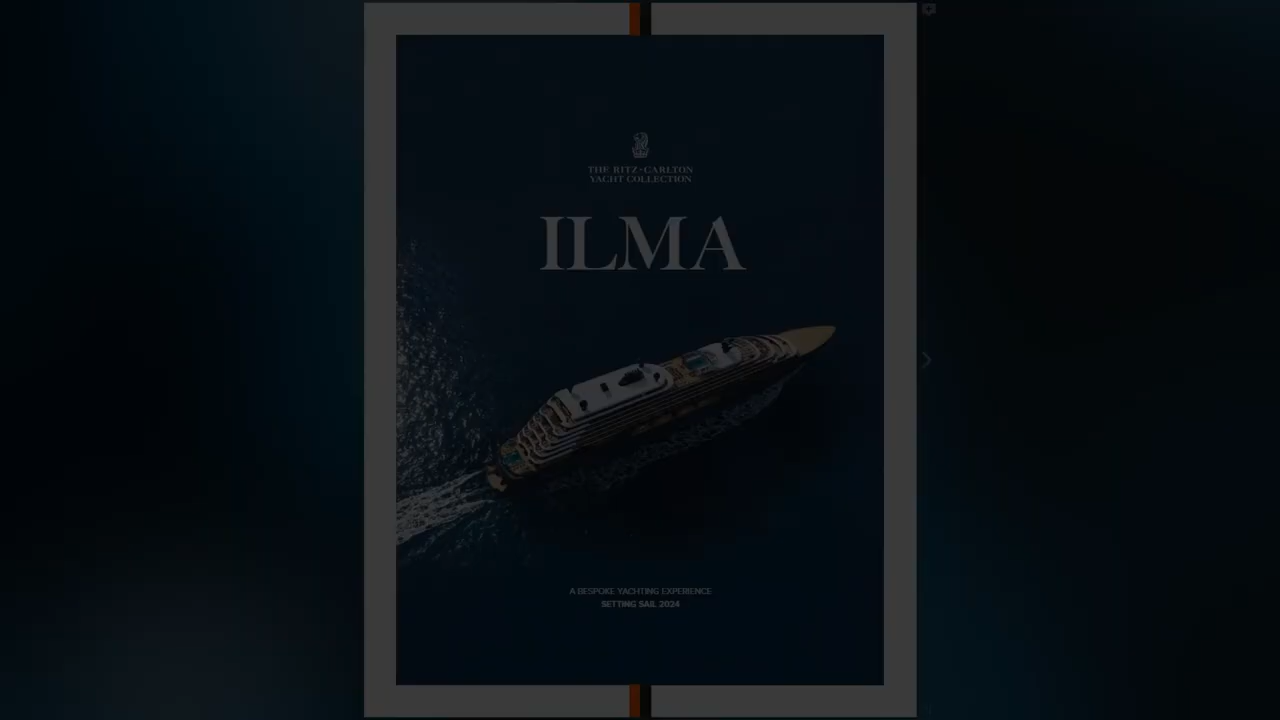 THE RITZ-CARLTON
YACHT COLLECTION
ILMA
A BESPOKE YACHTING EXPERIENCE
SETTING SAIL 2024